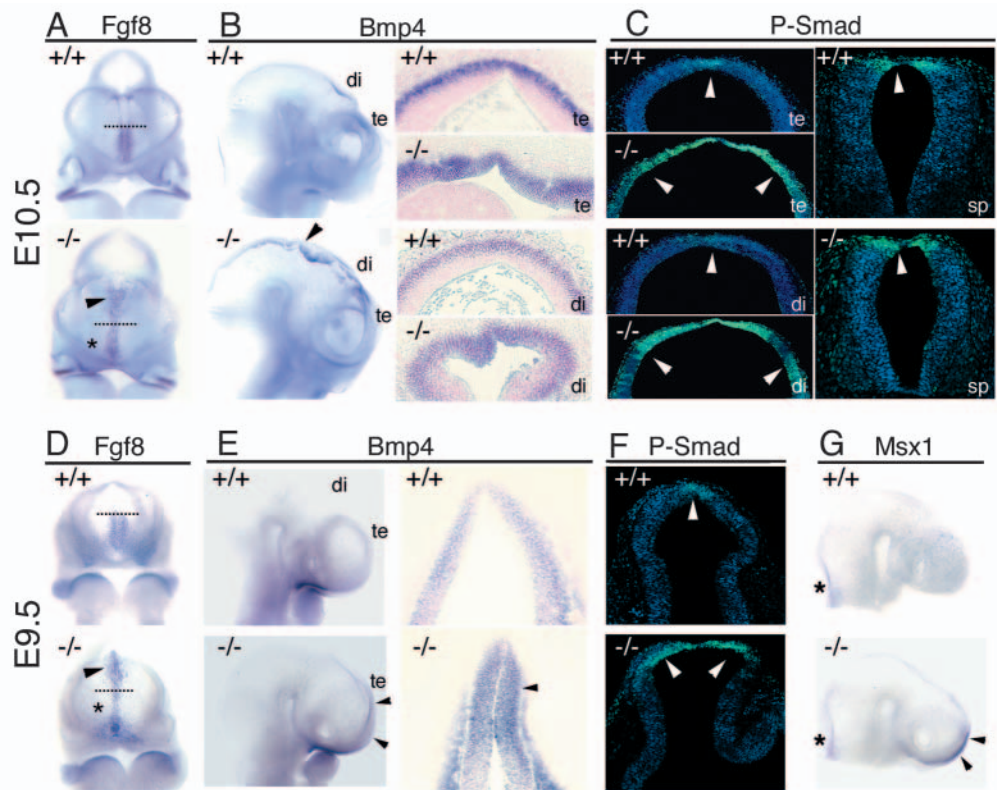 A Fgf8
B Bmp4
C P-Smad
E10.5
+/+
-/-
*
+/+
di
te
-/-
di
te
+/+
te
-/-
te
+/+
di
-/-
di
+/+
te
-/-
te
+/+
di
-/-
di
+/+
sp
-/-
sp
D Fgf8
E Bmp4
F P-Smad
G Msx1
E9.5
+/+
-/-
*
+/+
di
te
-/-
te
+/+
-/-
+/+
-/-
+/+
*
-/-
*